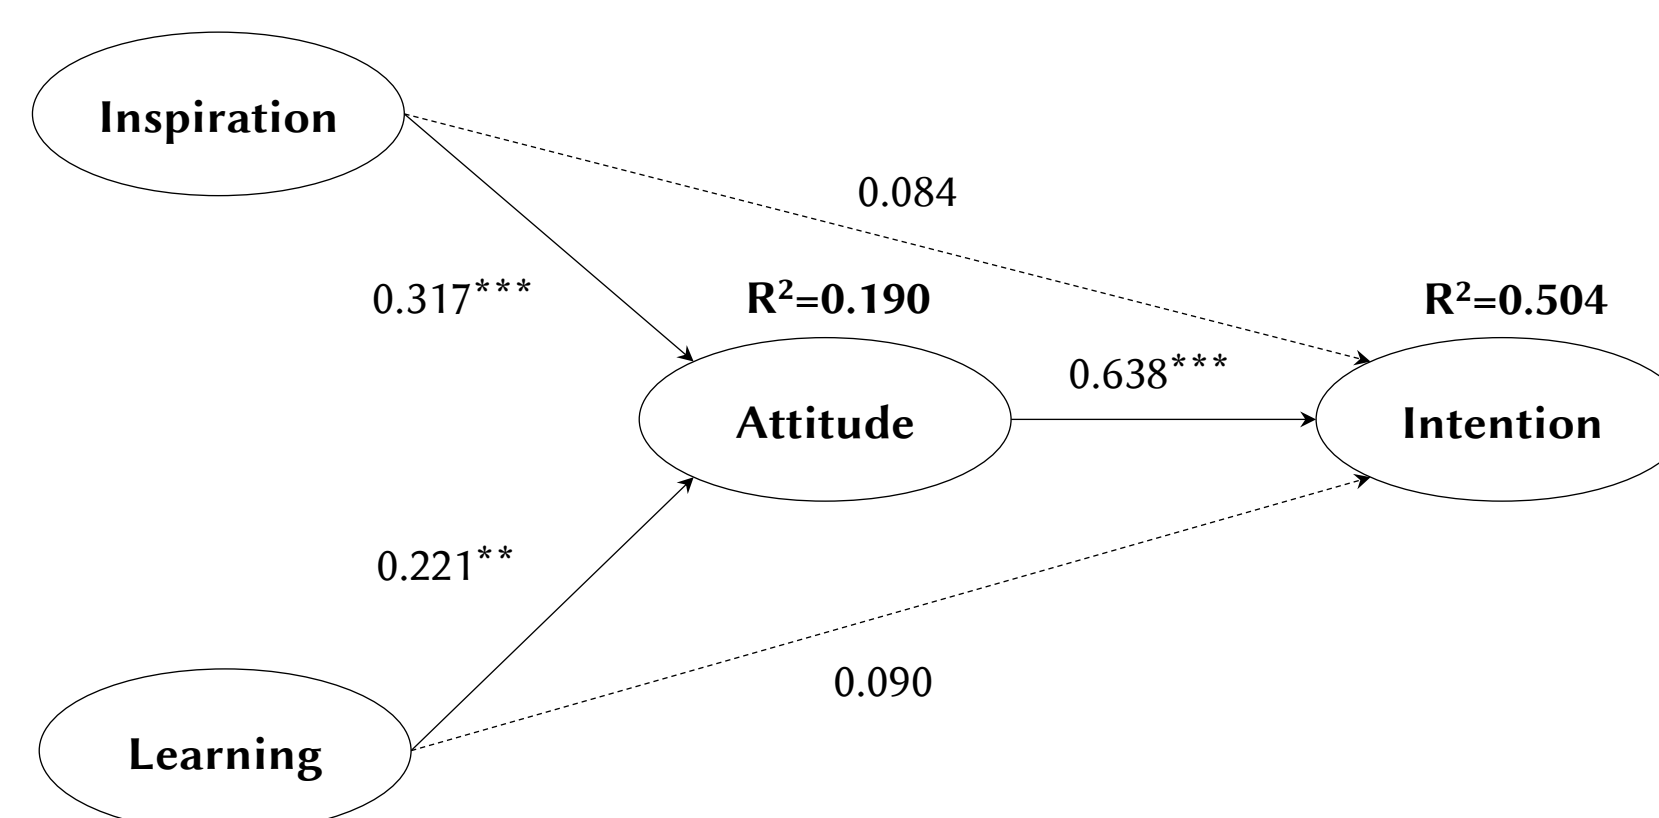 Inspiration
0.084
0.317***
R²=0.190
R²=0.504
0.638***
Attitude
Intention
0.221**
0.090
Learning